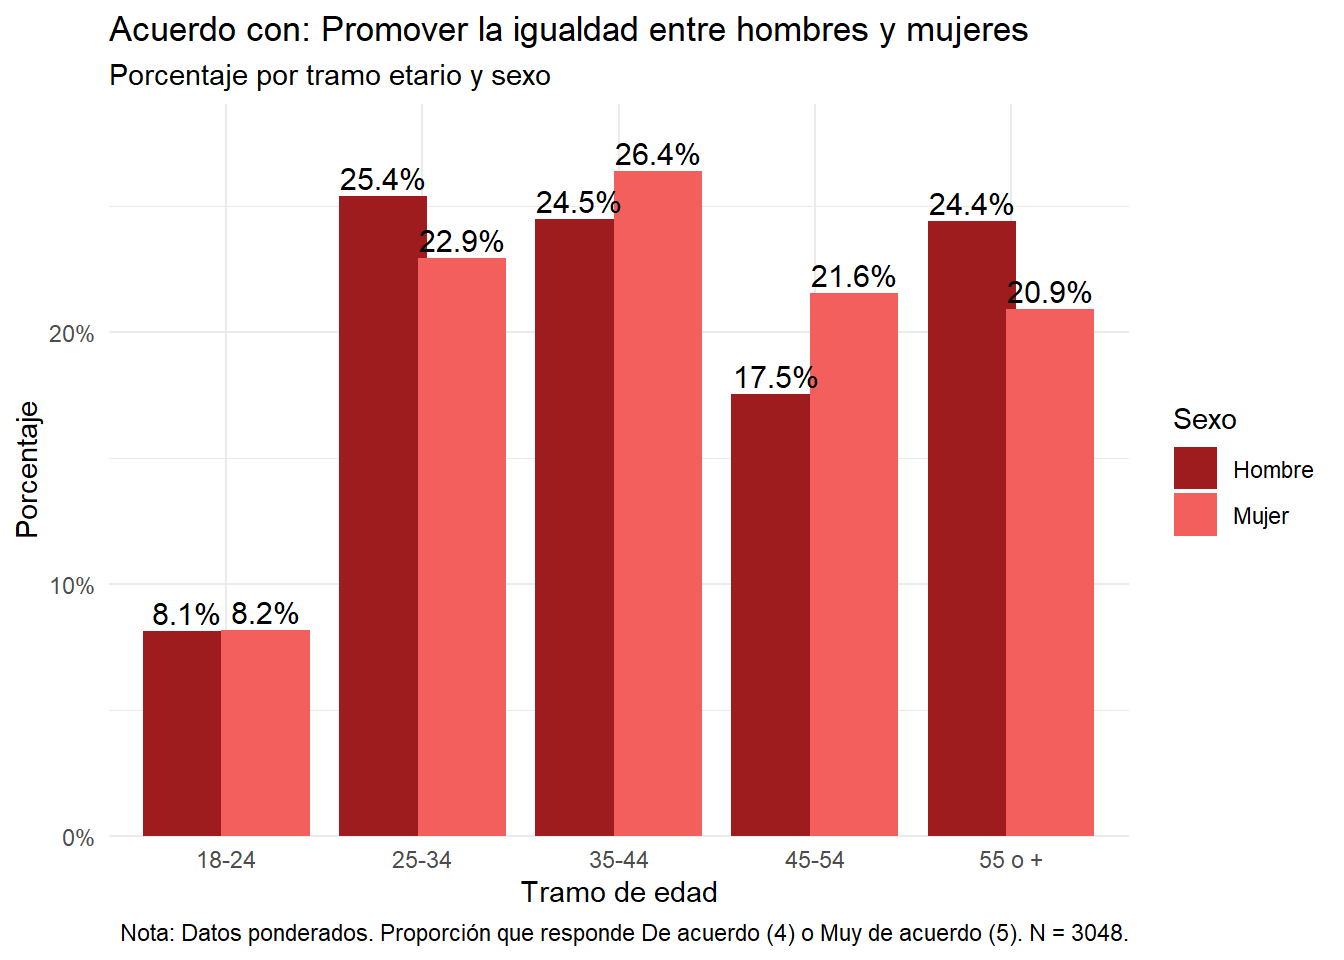 Acuerdo con: Promover la igualdad entre hombres y mujeres
Porcentaje por tramo etario y sexo
26.4%
25.4%
24.5%
24.4%
22.9%
21.6%
20.9%
17.5%
8.1%
8.2%
20%
10%
0%
Porcentaje
18-24
25-34
35-44
45-54
55 o +
Tramo de edad
Sexo
Hombre
Mujer
Nota: Datos ponderados. Proporción que responde De acuerdo (4) o Muy de acuerdo (5). N = 3048.